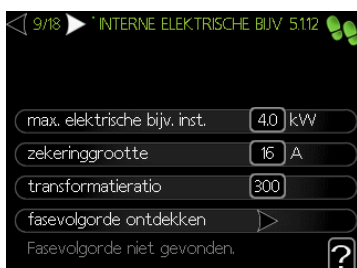 9/18 INTERNE ELEKTRISCHE BIJV 5.1.12
max. elektrische bijv. inst. 4.0 kW
zekeringgrootte 16 A
transformatieratio 300
fasevolgorde ontdekken
Fasevolgorde niet gevonden.
?